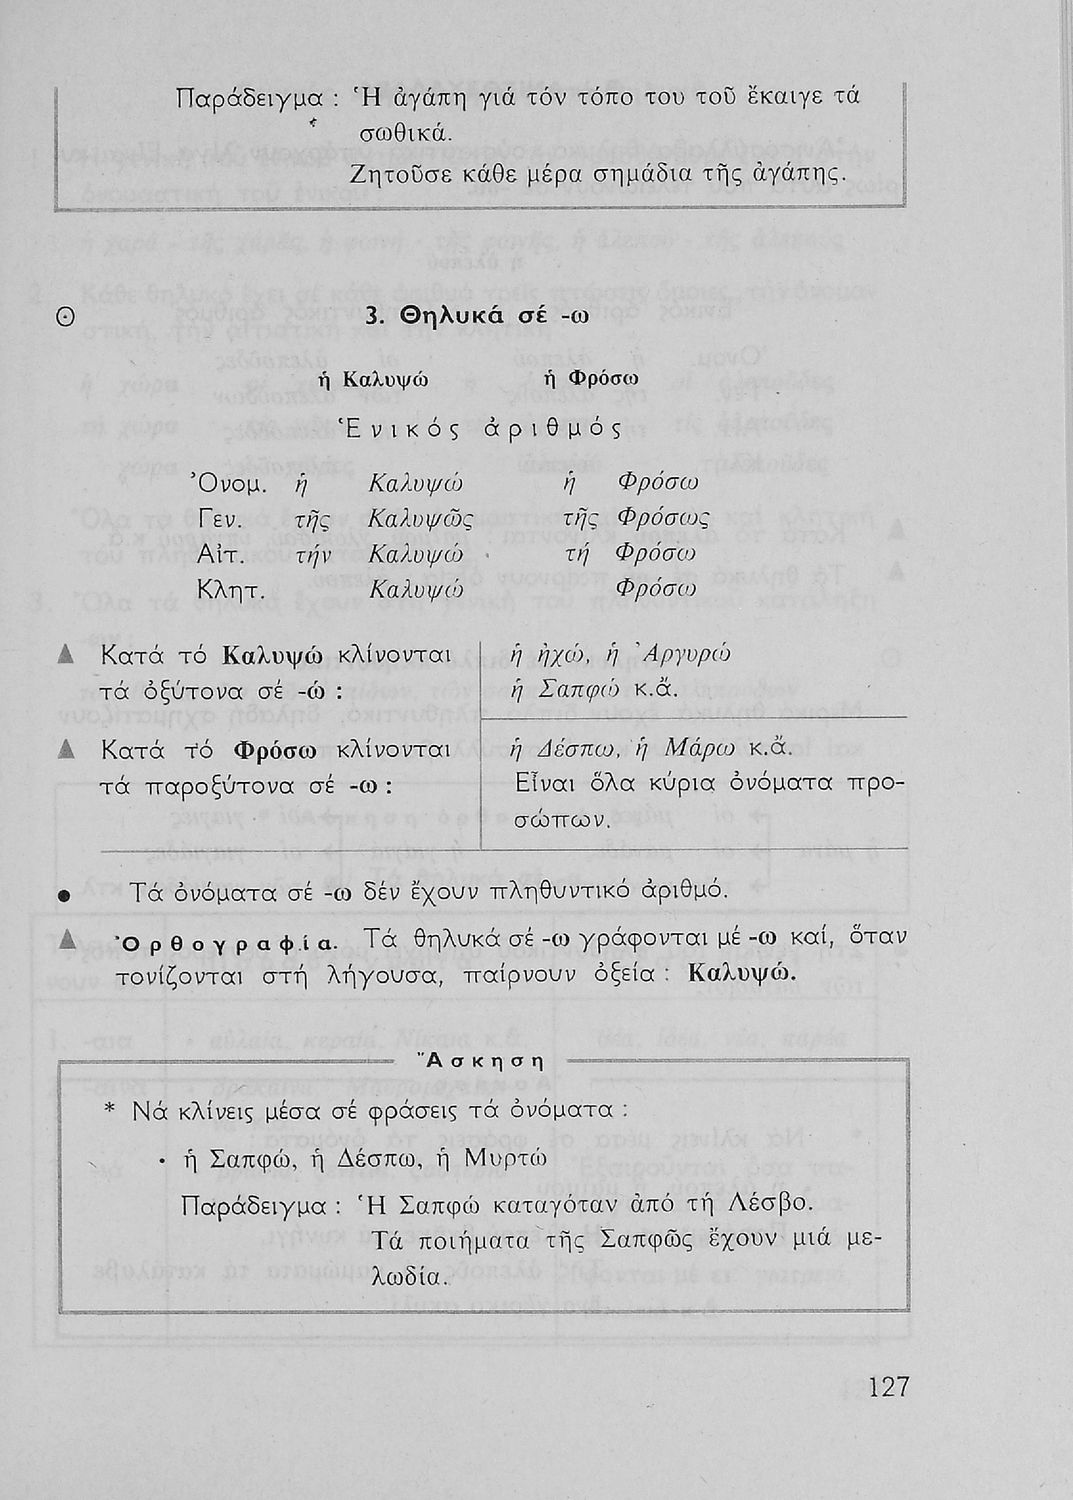 Παράδειγμα : Ἡ ἀγάπη γιά τόν τόπο του τοῦ ἔκαιγε τά
σωθικά.
Ζητοῦσε κάθε μέρα σημάδια τῆς ἀγάπης.
⊙ 3. Θηλυκά σέ -ω
ἡ Καλυψώ ἡ Φρόσω
Ἑνικός ἀριθμός
Ὀνομ. ἡ Καλυψώ ἡ Φρόσω
Γεν. τῆς Καλυψῶς τῆς Φρόσως
Αἰτ. τήν Καλυψώ τή Φρόσω
Κλητ. Καλυψώ Φρόσω
▲ Κατά τό Καλυψώ κλίνονται ἡ ἠχώ, ἡ Ἀργυρώ
τά ὀξύτονα σέ -ώ : ἡ Σαπφώ κ.ἄ.
▲ Κατά τό Φρόσω κλίνονται ἡ Δέσπω, ἡ Μάρω κ.ἄ.
τά παροξύτονα σέ -ω : Εἶναι ὅλα κύρια ὀνόματα προ-
σώπων.
● Τά ὀνόματα σέ -ω δέν ἔχουν πληθυντικό ἀριθμό.
▲ Ὀρθογραφία. Τά θηλυκά σέ -ω γράφονται μέ -ω καί, ὅταν
τονίζονται στή λήγουσα, παίρνουν ὀξεία : Καλυψώ.
Ἄσκηση
* Νά κλίνεις μέσα σέ φράσεις τά ὀνόματα :
• ἡ Σαπφώ, ἡ Δέσπω, ἡ Μυρτώ
Παράδειγμα : Ἡ Σαπφώ καταγόταν ἀπό τή Λέσβο.
Τά ποιήματα τῆς Σαπφῶς ἔχουν μιά με-
λωδία.
127